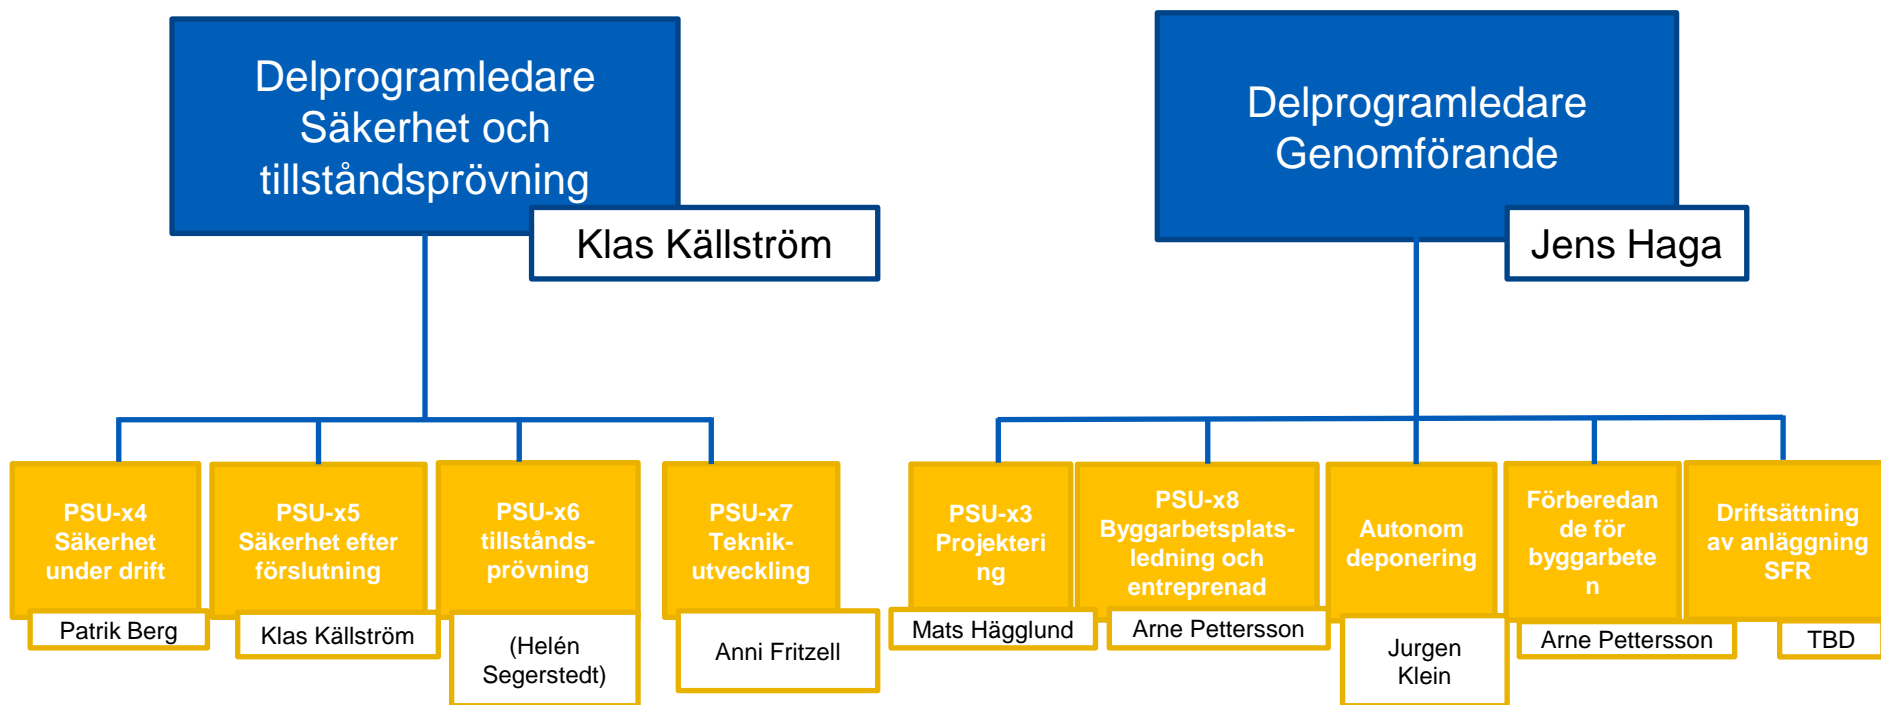 Delprogramledare
Säkerhet och
tillståndsprövning
Klas Källström
Delprogramledare
Genomförande
Jens Haga
PSU-x4
Säkerhet
under drift
Patrik Berg
PSU-x5
Säkerhet efter
förslutning
Klas Källström
PSU-x6
tillstånds-
prövning
(Helén
Segerstedt)
PSU-x7
Teknik-
utveckling
Anni Fritzell
PSU-x3
Projekteri
ng
Mats Hägglund
PSU-x8
Byggarbetsplats-
ledning och
entreprenad
Arne Pettersson
Autonom
deponering
Jurgen
Klein
Förberedan
de för
byggarbete
n
Arne Pettersson
Driftsättning
av anläggning
SFR
TBD